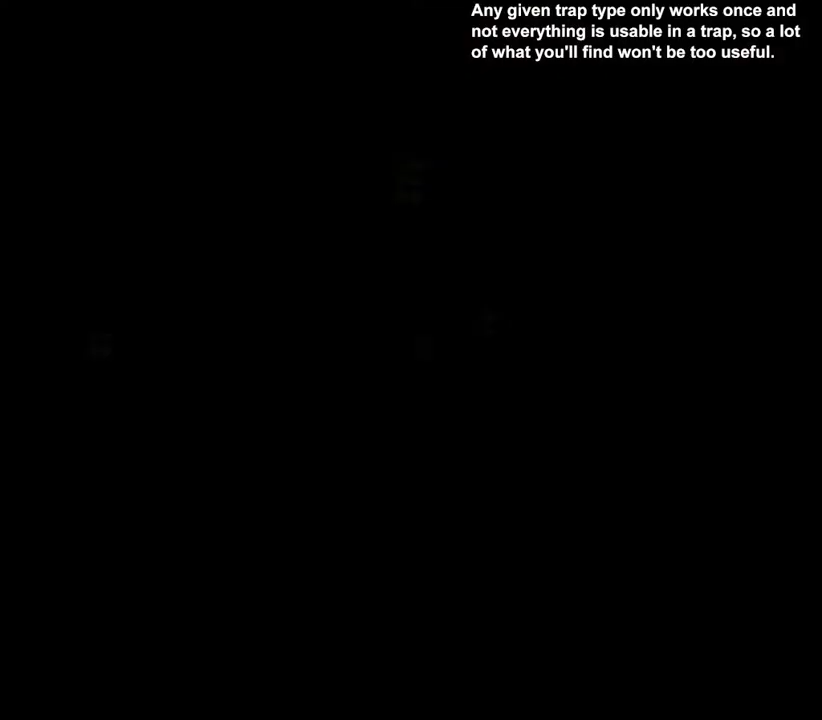 Any given trap type only works once and
not everything is usable in a trap, so a lot
of what you'll find won't be too useful.